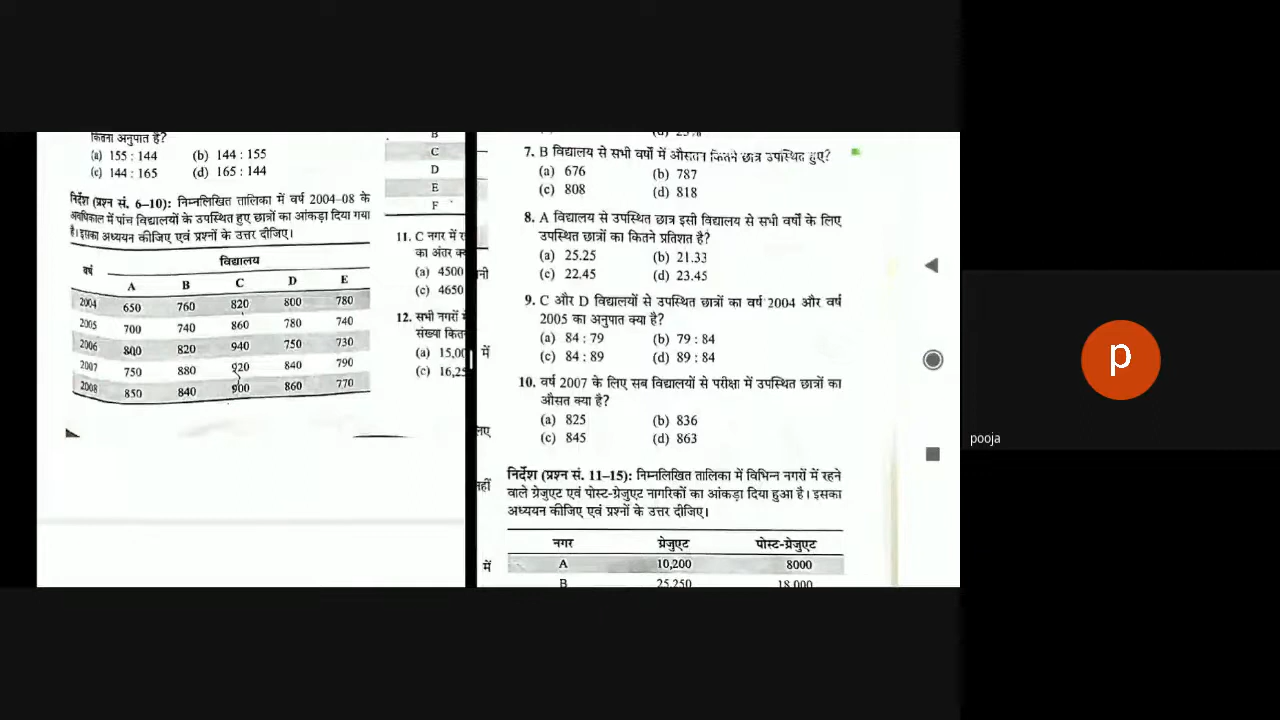 कितना अनुपात है?
(a) 155 : 144 (b) 144 : 155
(c) 144 : 165 (d) 165 : 144
निर्देश (प्रश्न सं. 6–10): निम्नलिखित तालिका में वर्ष 2004–08 के
अवधिकाल में पांच विद्यालयों के उपस्थित हुए छात्रों का आंकड़ा दिया गया
है। इसका अध्ययन कीजिए एवं प्रश्नों के उत्तर दीजिए।
वर्ष विद्यालय
A B C D E
2004 650 760 820 800 780
2005 700 740 860 780 740
2006 800 820 940 750 730
2007 750 880 920 840 790
2008 850 840 900 860 770
B
C
D
E
F
11. C नगर में
का अंतर
(a) 4500
(c) 4650
12. सभी नगरों
संख्या
(a) 15,00
(c) 16,25
में
नहीं
में
7. B विद्यालय से सभी वर्षों में औसतन कितने छात्र उपस्थित हुए?
(a) 676 (b) 787
(c) 808 (d) 818
8. A विद्यालय से उपस्थित छात्र इसी विद्यालय से सभी वर्षों के लिए
उपस्थित छात्रों का कितने प्रतिशत है?
(a) 25.25 (b) 21.33
(c) 22.45 (d) 23.45
9. C और D विद्यालयों से उपस्थित छात्रों का वर्ष 2004 और वर्ष
2005 का अनुपात क्या है?
(a) 84 : 79 (b) 79 : 84
(c) 84 : 89 (d) 89 : 84
10. वर्ष 2007 के लिए सब विद्यालयों से परीक्षा में उपस्थित छात्रों का
औसत क्या है?
(a) 825 (b) 836
(c) 845 (d) 863
निर्देश (प्रश्न सं. 11–15): निम्नलिखित तालिका में विभिन्न नगरों में रहने
वाले ग्रेजुएट एवं पोस्ट-ग्रेजुएट नागरिकों का आंकड़ा दिया हुआ है। इसका
अध्ययन कीजिए एवं प्रश्नों के उत्तर दीजिए।
नगर ग्रेजुएट पोस्ट-ग्रेजुएट
A 10,200 8000
B 25,250 18,000
p
pooja